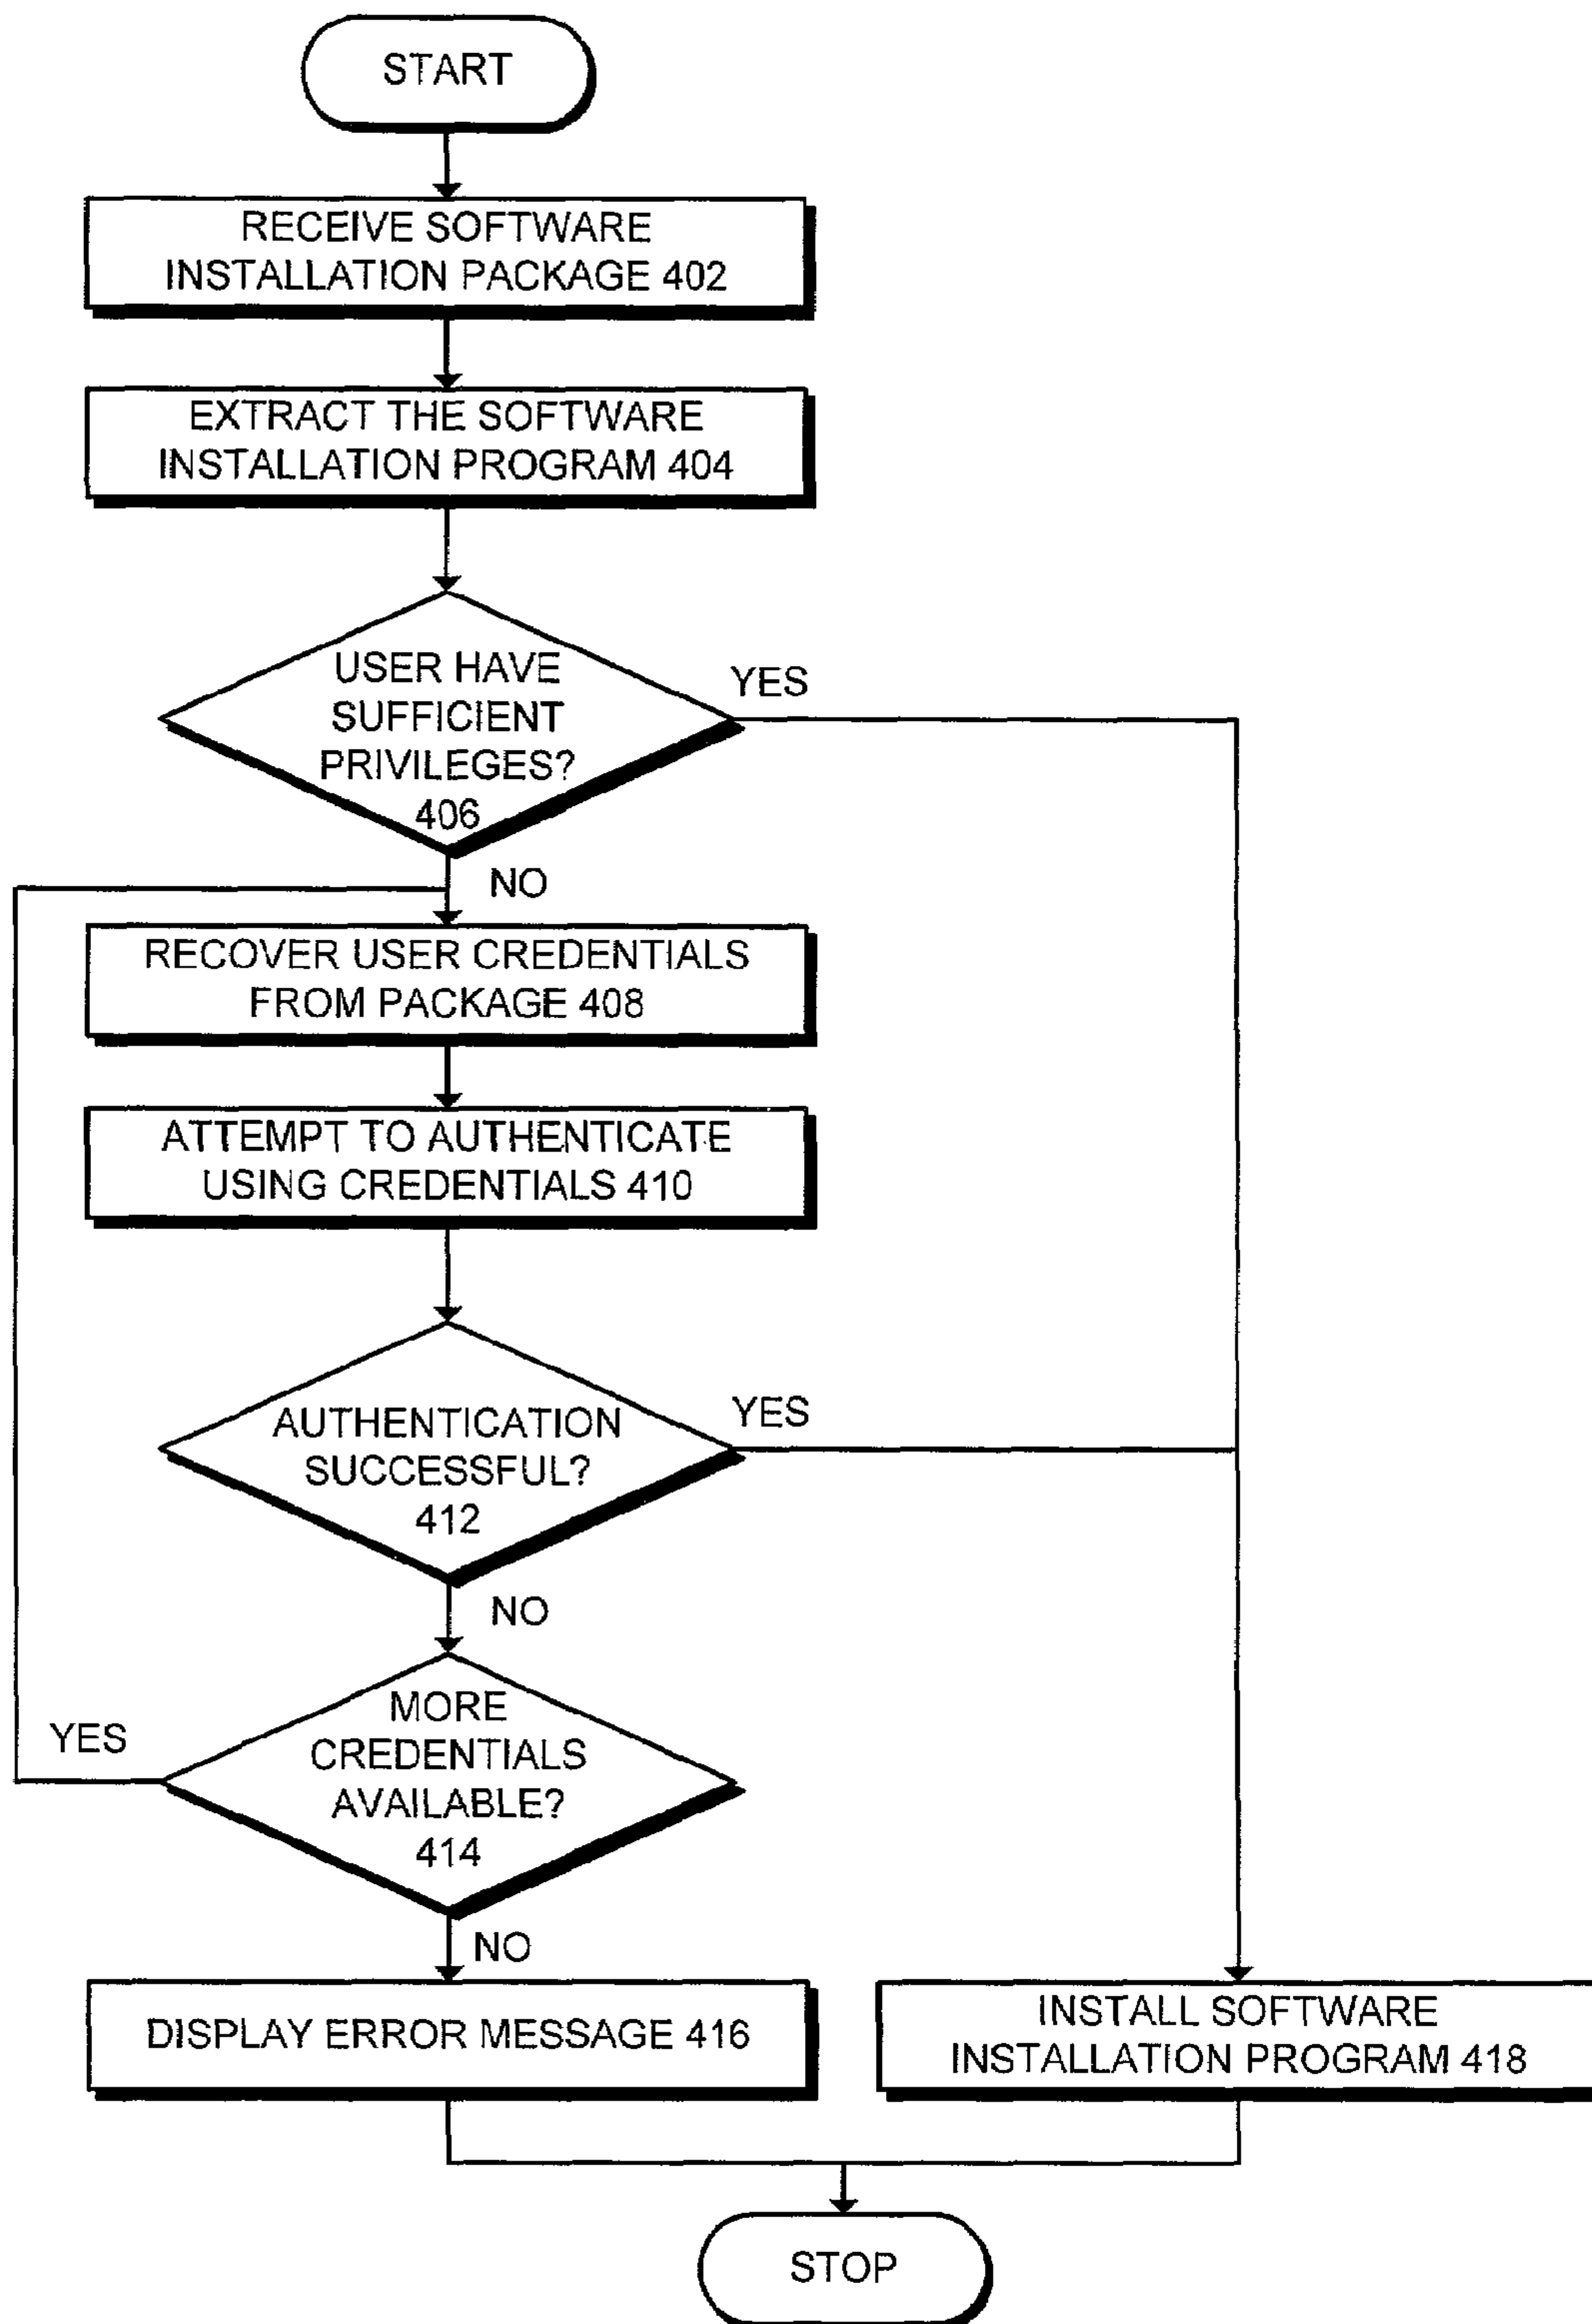 START
RECEIVE SOFTWARE
INSTALLATION PACKAGE 402
EXTRACT THE SOFTWARE
INSTALLATION PROGRAM 404
USER HAVE
SUFFICIENT
PRIVILEGES?
406
YES
NO
RECOVER USER CREDENTIALS
FROM PACKAGE 408
ATTEMPT TO AUTHENTICATE
USING CREDENTIALS 410
AUTHENTICATION
SUCCESSFUL?
412
YES
NO
MORE
CREDENTIALS
AVAILABLE?
414
YES
NO
DISPLAY ERROR MESSAGE 416
INSTALL SOFTWARE
INSTALLATION PROGRAM 418
STOP